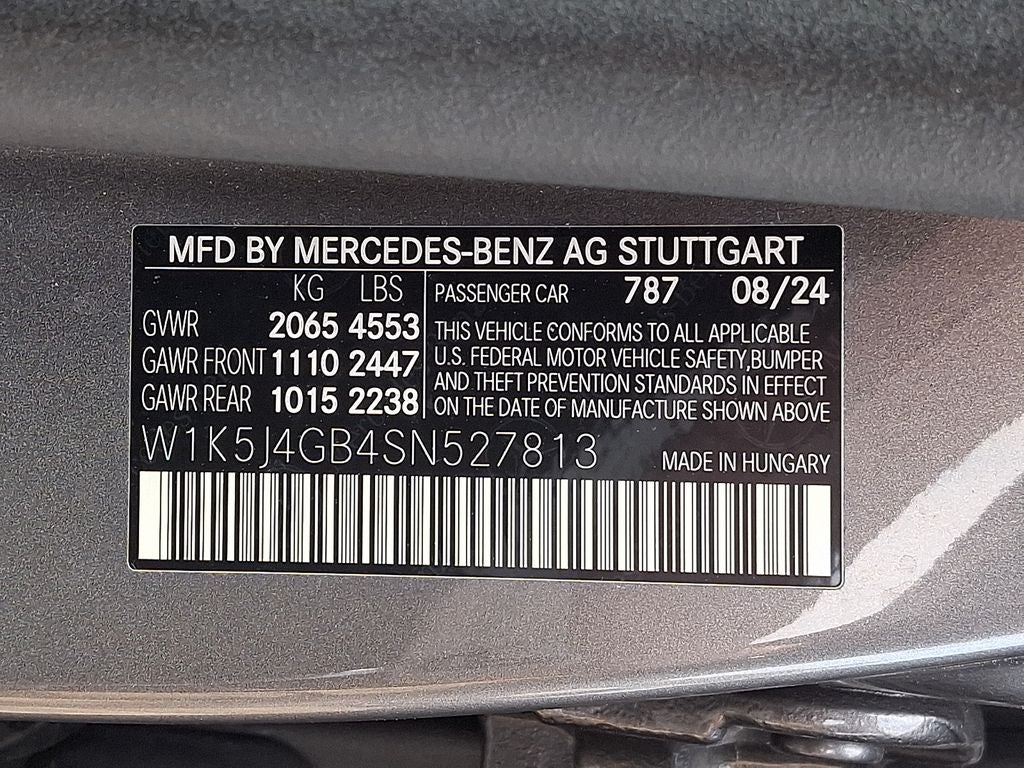 MFD BY MERCEDES-BENZ AG STUTTGART
KG LBS
GVWR 2065 4553
GAWR FRONT 1110 2447
GAWR REAR 1015 2238
PASSENGER CAR 787 08/24
THIS VEHICLE CONFORMS TO ALL APPLICABLE
U.S. FEDERAL MOTOR VEHICLE SAFETY, BUMPER
AND THEFT PREVENTION STANDARDS IN EFFECT
ON THE DATE OF MANUFACTURE SHOWN ABOVE
W1K5J4GB4SN527813
MADE IN HUNGARY